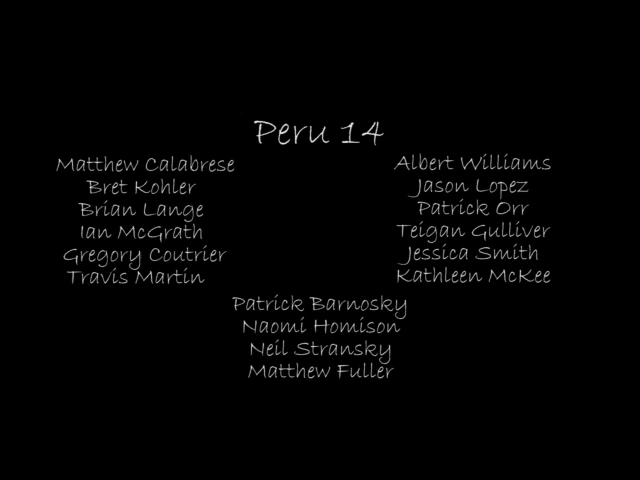 Peru 14
Matthew Calabrese
Bret Kohler
Brian Lange
Ian McGrath
Gregory Coutrier
Travis Martin
Albert Williams
Jason Lopez
Patrick Orr
Teigan Gulliver
Jessica Smith
Kathleen McKee
Patrick Barnosky
Naomi Homison
Neil Stransky
Matthew Fuller